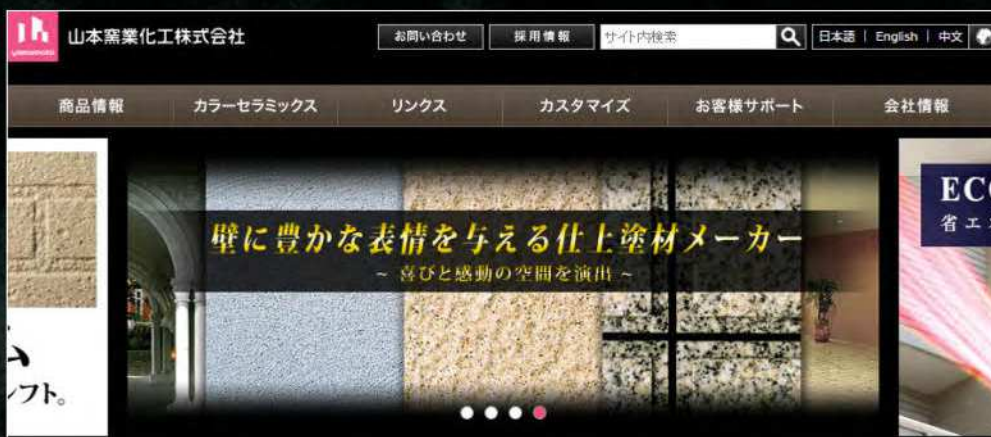 yamamoto
山本窯業化工株式会社
お問い合わせ
採用情報
サイト内検索
日本語 | English | 中文
商品情報
カラーセラミックス
リンクス
カスタマイズ
お客様サポート
会社情報
壁に豊かな表情を与える仕上塗材メーカー
~ 喜びと感動の空間を演出 ~
フト。
EC
省エ